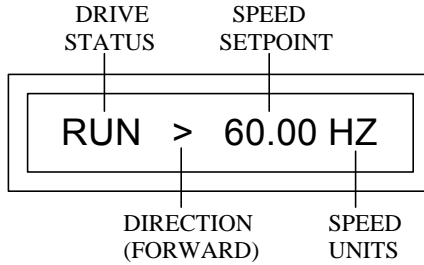 DRIVE STATUS
SPEED SETPOINT
RUN > 60.00 HZ
DIRECTION (FORWARD)
SPEED UNITS